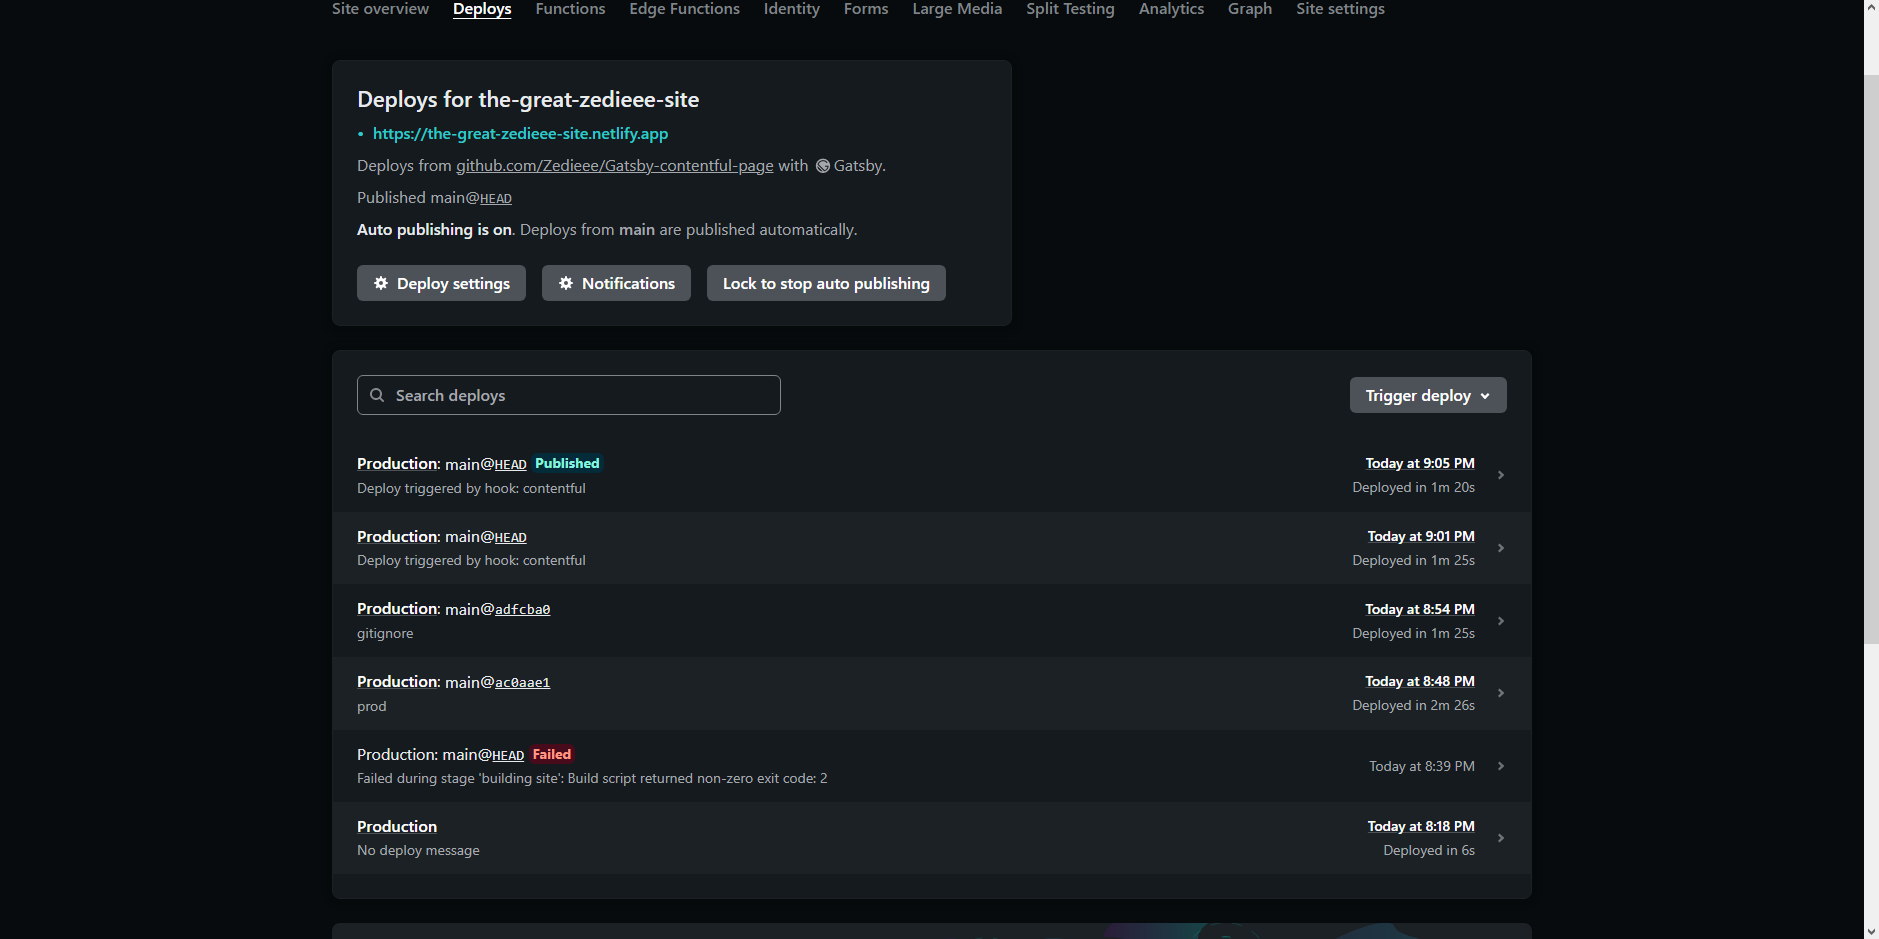 Site overview Deploys Functions Edge Functions Identity Forms Large Media Split Testing Analytics Graph Site settings
Deploys for the-great-zedieee-site
• https://the-great-zedieee-site.netlify.app
Deploys from github.com/Zedieee/Gatsby-contentful-page with Gatsby.
Published main@HEAD
Auto publishing is on. Deploys from main are published automatically.
Deploy settings Notifications Lock to stop auto publishing
Search deploys Trigger deploy
Production: main@HEAD Published Today at 9:05 PM
Deploy triggered by hook: contentful Deployed in 1m 20s
Production: main@HEAD Today at 9:01 PM
Deploy triggered by hook: contentful Deployed in 1m 25s
Production: main@adfcba0 Today at 8:54 PM
gitignore Deployed in 1m 25s
Production: main@ac0aae1 Today at 8:48 PM
prod Deployed in 2m 26s
Production: main@HEAD Failed Today at 8:39 PM
Failed during stage 'building site': Build script returned non-zero exit code: 2
Production Today at 8:18 PM
No deploy message Deployed in 6s